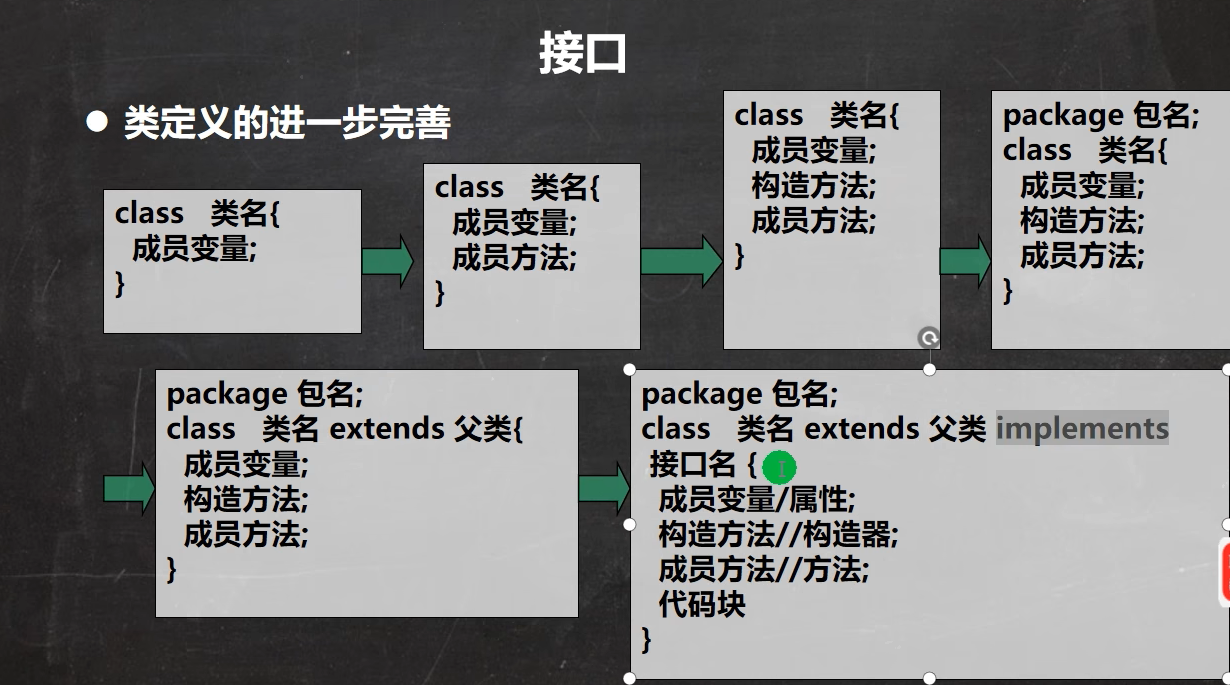 接口
● 类定义的进一步完善
class 类名{
成员变量;
}
class 类名{
成员变量;
成员方法;
}
class 类名{
成员变量;
构造方法;
成员方法;
}
package 包名;
class 类名{
成员变量;
构造方法;
成员方法;
}
package 包名;
class 类名 extends 父类{
成员变量;
构造方法;
成员方法;
}
package 包名;
class 类名 extends 父类 implements
接口名 {
成员变量/属性;
构造方法//构造器;
成员方法//方法;
代码块
}